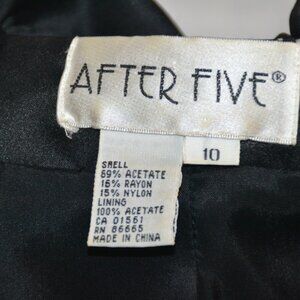 AFTER FIVE®
10
SHELL
69% ACETATE
16% RAYON
15% NYLON
LINING
100% ACETATE
CA 01561
RN 86665
MADE IN CHINA